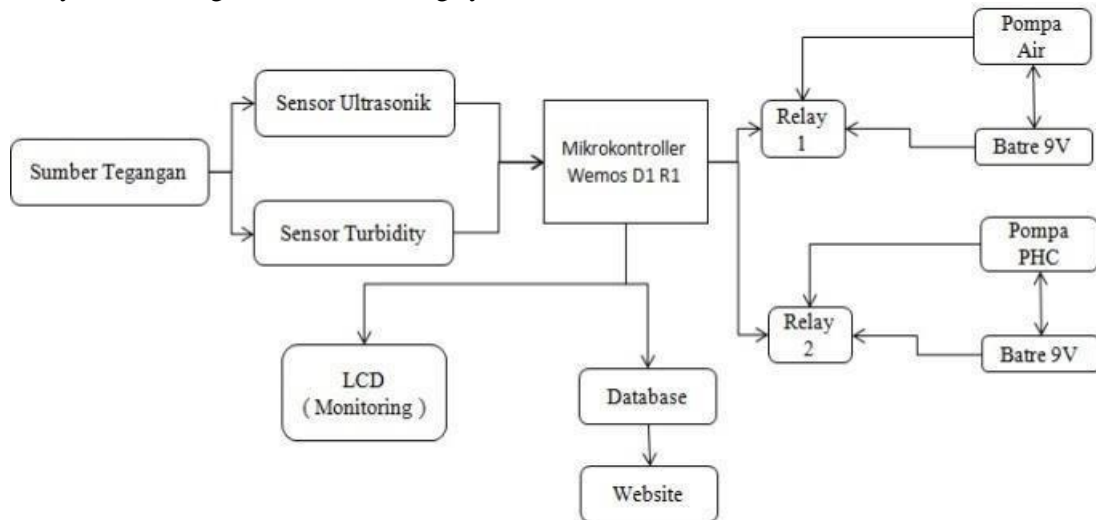 Sumber Tegangan
Sensor Ultrasonik
Sensor Turbidity
Mikrokontroller
Wemos D1 R1
LCD
( Monitoring )
Database
Website
Relay
1
Pompa
Air
Batre 9V
Relay
2
Pompa
PHC
Batre 9V